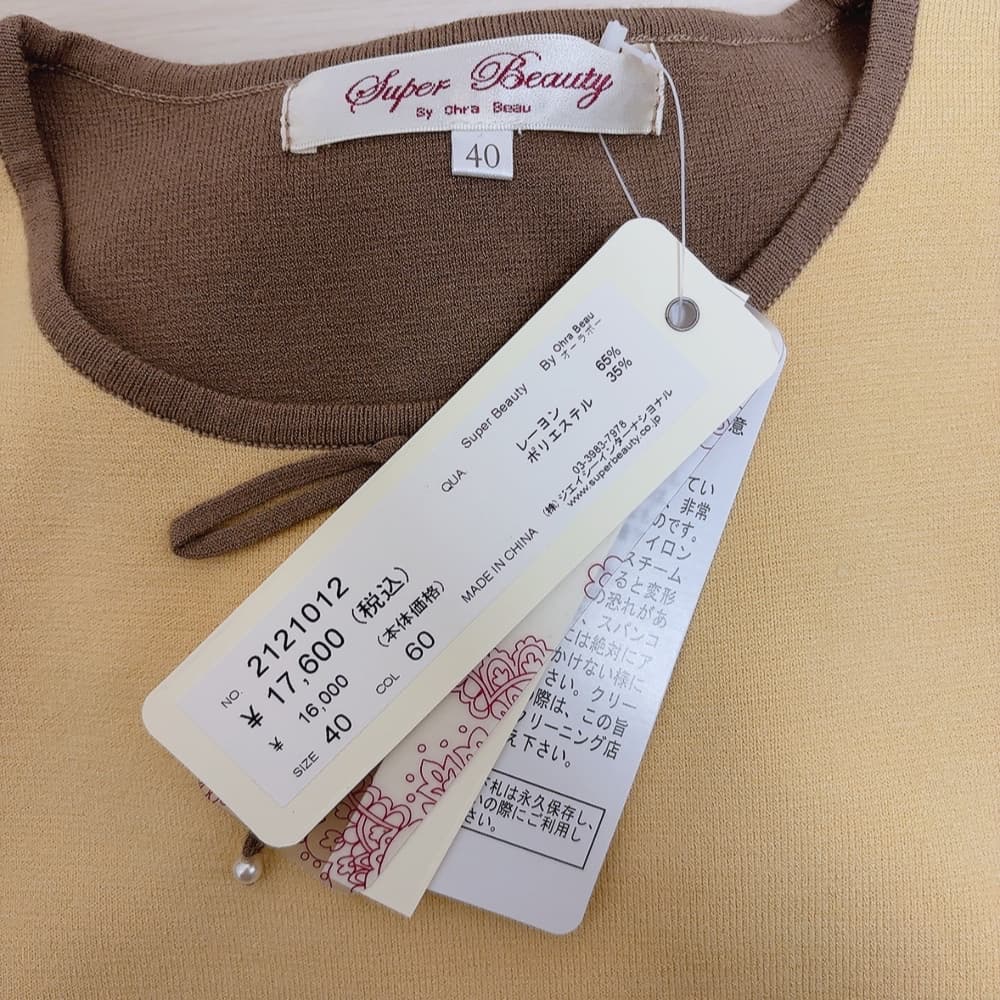 Super Beauty
By Ohra Beau
40
Super Beauty By Ohra Beau
オーラボー
QUA レーヨン 65%
ポリエステル 35%
03-3983-7978
(株)ジェイシーインターナショナル
www.superbeauty.co.jp
MADE IN CHINA
NO. 2121012
¥ 17,600 (税込)
¥ 16,000 (本体価格)
SIZE 40 COL 60
意
てい
、非常
のです。
イロン
スチーム
ると変形
の恐れがあ
、スパンコ
には絶対にア
かけない様に
さい。クリー
の際は、この旨
クリーニング店
え下さい。
下札は永久保存し、
いの際にご利用し
さい。